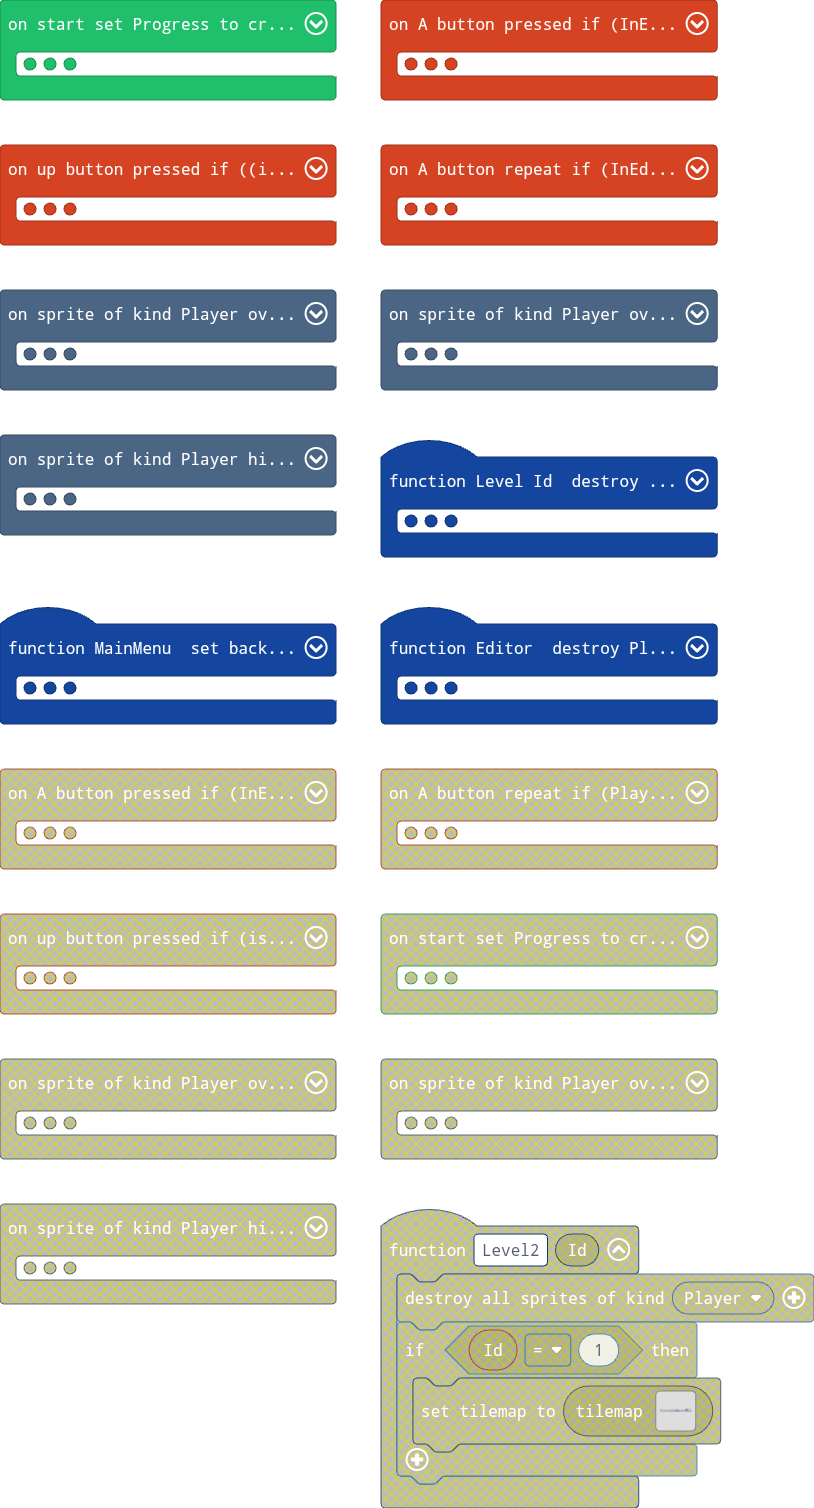 on start set Progress to cr...
on A button pressed if (InE...
on up button pressed if ((i...
on A button repeat if (InEd...
on sprite of kind Player ov...
on sprite of kind Player ov...
on sprite of kind Player hi...
function Level Id  destroy ...
function MainMenu  set back...
function Editor  destroy Pl...
on A button pressed if (InE...
on A button repeat if (Play...
on up button pressed if (is...
on start set Progress to cr...
on sprite of kind Player ov...
on sprite of kind Player ov...
on sprite of kind Player hi...
function Level2 Id
destroy all sprites of kind Player
if Id = 1 then
set tilemap to tilemap